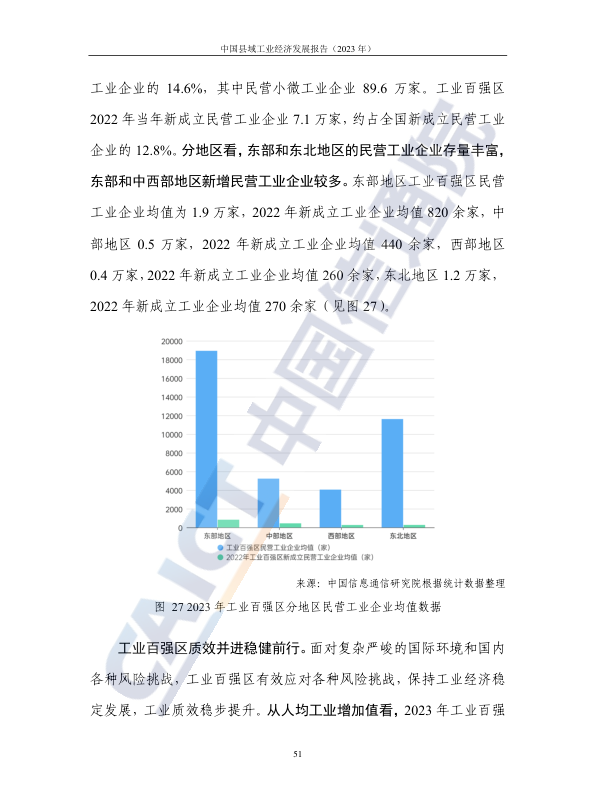 中国县域工业经济发展报告（2023 年）
工业企业的 14.6%，其中民营小微工业企业 89.6 万家。工业百强区
2022 年当年新成立民营工业企业 7.1 万家，约占全国新成立民营工业
企业的 12.8%。分地区看，东部和东北地区的民营工业企业存量丰富，
东部和中西部地区新增民营工业企业较多。东部地区工业百强区民营
工业企业均值为 1.9 万家，2022 年新成立工业企业均值 820 余家，中
部地区 0.5 万家，2022 年新成立工业企业均值 440 余家，西部地区
0.4 万家，2022 年新成立工业企业均值 260 余家，东北地区 1.2 万家，
2022 年新成立工业企业均值 270 余家（见图 27）。
20000
18000
16000
14000
12000
10000
8000
6000
4000
2000
0
东部地区 中部地区 西部地区 东北地区
工业百强区民营工业企业均值（家）
2022年工业百强区新成立民营工业企业均值（家）
来源：中国信息通信研究院根据统计数据整理
图 27 2023 年工业百强区分地区民营工业企业均值数据
工业百强区质效并进稳健前行。面对复杂严峻的国际环境和国内
各种风险挑战，工业百强区有效应对各种风险挑战，保持工业经济稳
定发展，工业质效稳步提升。从人均工业增加值看，2023 年工业百强
51
CAICT 中国信通院